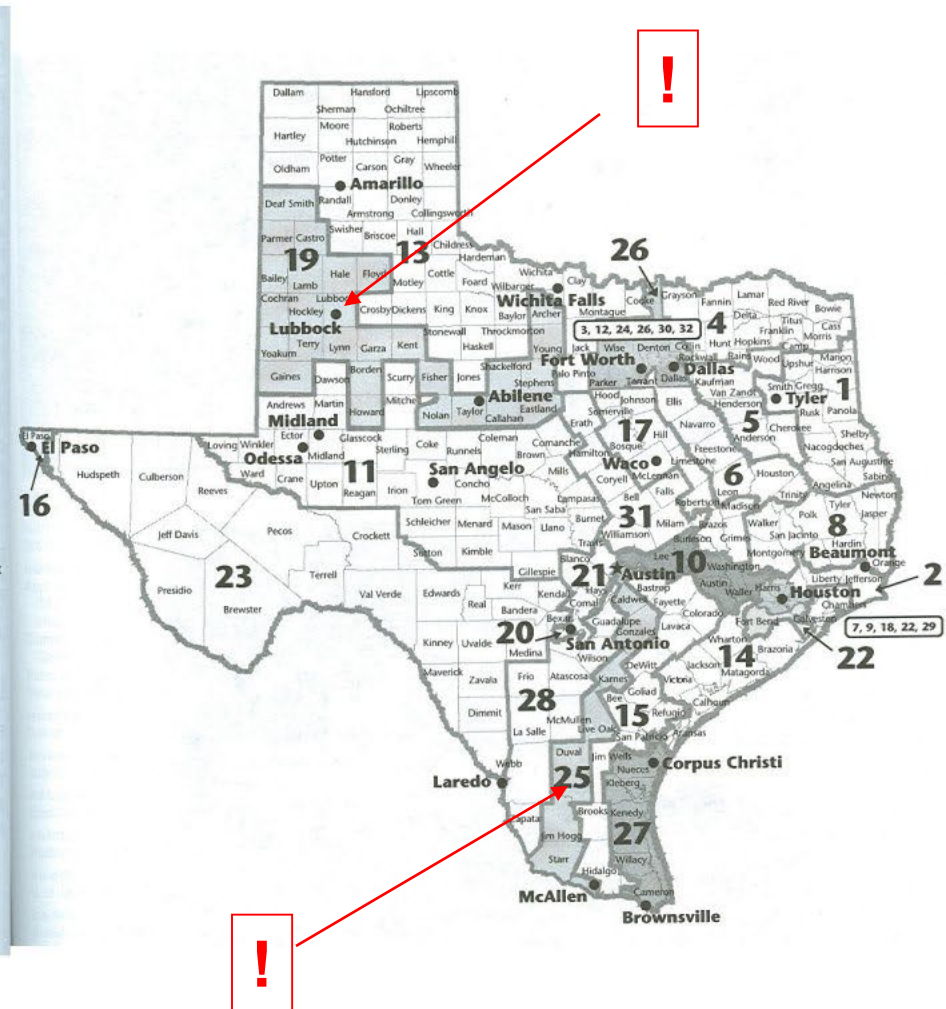 !
Dallam Hansford Lipscomb
Sherman Ochiltree
Moore Roberts
Hartley Hutchinson Hemphill
Oldham Potter Carson Gray Wheeler
Amarillo
Deaf Smith Randall Donley
Armstrong Collingsworth
Parmer Castro Swisher Briscoe Hall Childress
19 13 Hardeman
26
Bailey Lamb Hale Floyd Motley Cottle Foard Wilbarger Wichita Clay
Cooke Grayson Fannin Lamar Red River Bowie
Cochran Hockley Lubbock Crosby Dickens King Knox Baylor Archer Wichita Falls Montague
4 Delta Titus Franklin Morris Cass
Lubbock
3, 12, 24, 26, 30, 32
Hunt Hopkins Camp
Yoakum Terry Lynn Garza Kent Stonewall Haskell Throckmorton Young Jack Wise Denton Collin Rockwall Rains Wood Upshur Marion Harrison
Fort Worth Dallas
Gaines Dawson Borden Scurry Fisher Jones Shackelford Stephens Palo Pinto Parker Tarrant Dallas Kaufman Van Zandt Smith Gregg 1
Abilene Tyler
Andrews Martin Howard Mitche Nolan Taylor Callahan Eastland Erath Hood Somerville Johnson Ellis Henderson 5 Rusk Panola
Midland
El Paso
El Paso
Loving Winkler Ector Midland Glasscock Sterling Coke Runnels Coleman Brown Comanche Hamilton Bosque 17 Hill Navarro Freestone Anderson Cherokee Nacogdoches Shelby
Odessa
Waco
16
Hudspeth Culberson Reeves Ward Crane Upton 11 Reagan Irion San Angelo Tom Green Concho McColloch Mills Coryell McLennan Limestone 6 Leon Houston Angelina San Augustine Sabine
Lampasas San Saba Bell Falls Robertson Madison Trinity Newton
Jeff Davis Pecos Crockett Schleicher Menard Mason Llano Burnet 31 Milam Brazos Walker Polk Tyler Jasper
Williamson Burleson Grimes San Jacinto 8 Hardin
Sutton Kimble Travis Lee 10 Washington Montgomery Beaumont
Orange
23
Presidio Brewster Terrell Val Verde Edwards Kerr Gillespie Blanco 21 Austin Hays Bastrop Austin Waller Harris Liberty Jefferson 2
Houston
Chambers
Real Bandera Kendall Comal Caldwell Fayette Colorado Fort Bend Galveston
7, 9, 18, 22, 29
20 Bexar Guadalupe Gonzales Lavaca Wharton
San Antonio
22
Kinney Uvalde Medina Wilson DeWitt Jackson 14 Brazoria
Matagorda
Maverick Zavala Frio Atascosa Karnes Goliad Victoria
Bee
Dimmit 28 McMullen Live Oak 15 Refugio Calhoun
La Salle San Patricio Aransas
Webb Duval Jim Wells Nueces Corpus Christi
Laredo 25 Kleberg
Zapata Brooks Kenedy
Jim Hogg 27
Starr Hidalgo Willacy
McAllen Cameron
Brownsville
!